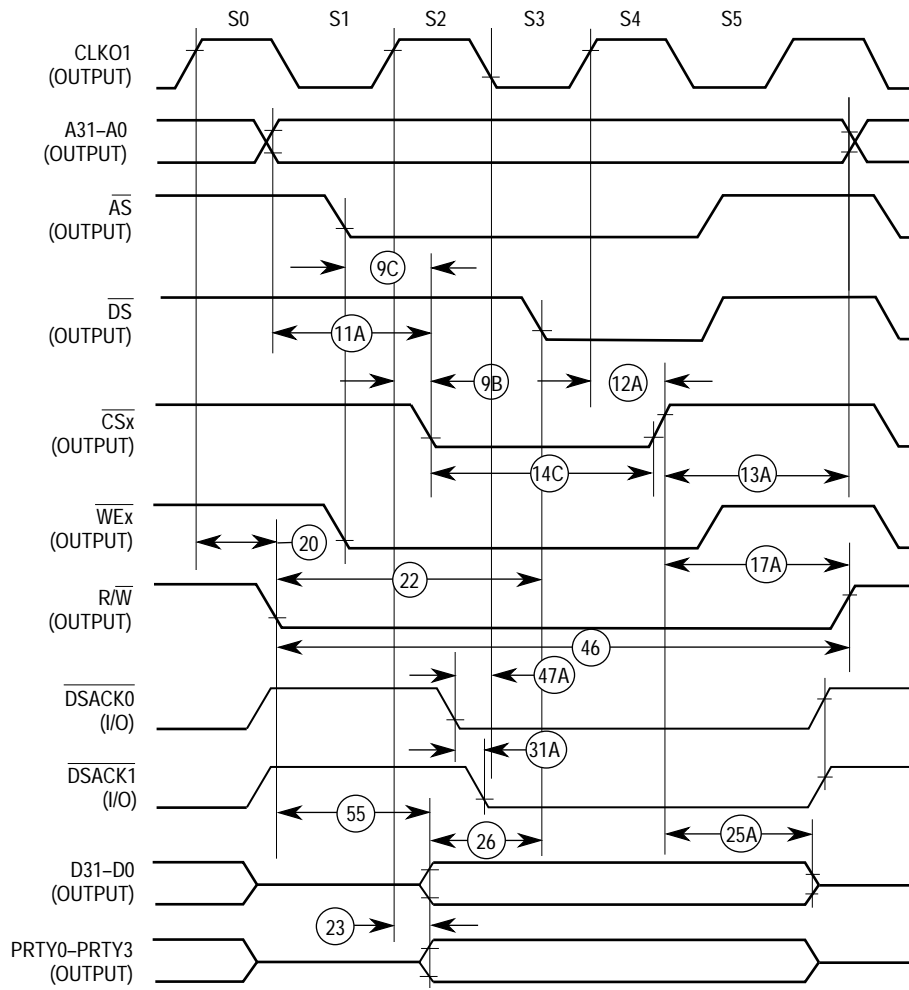 S0 S1 S2 S3 S4 S5
CLKO1
(OUTPUT)
A31–A0
(OUTPUT)
AS
(OUTPUT)
9C
DS
(OUTPUT)
11A
9B
12A
CSx
(OUTPUT)
14C
13A
WEx
(OUTPUT)
20
17A
22
R/W
(OUTPUT)
46
47A
DSACK0
(I/O)
31A
DSACK1
(I/O)
55
26
25A
D31–D0
(OUTPUT)
23
PRTY0–PRTY3
(OUTPUT)